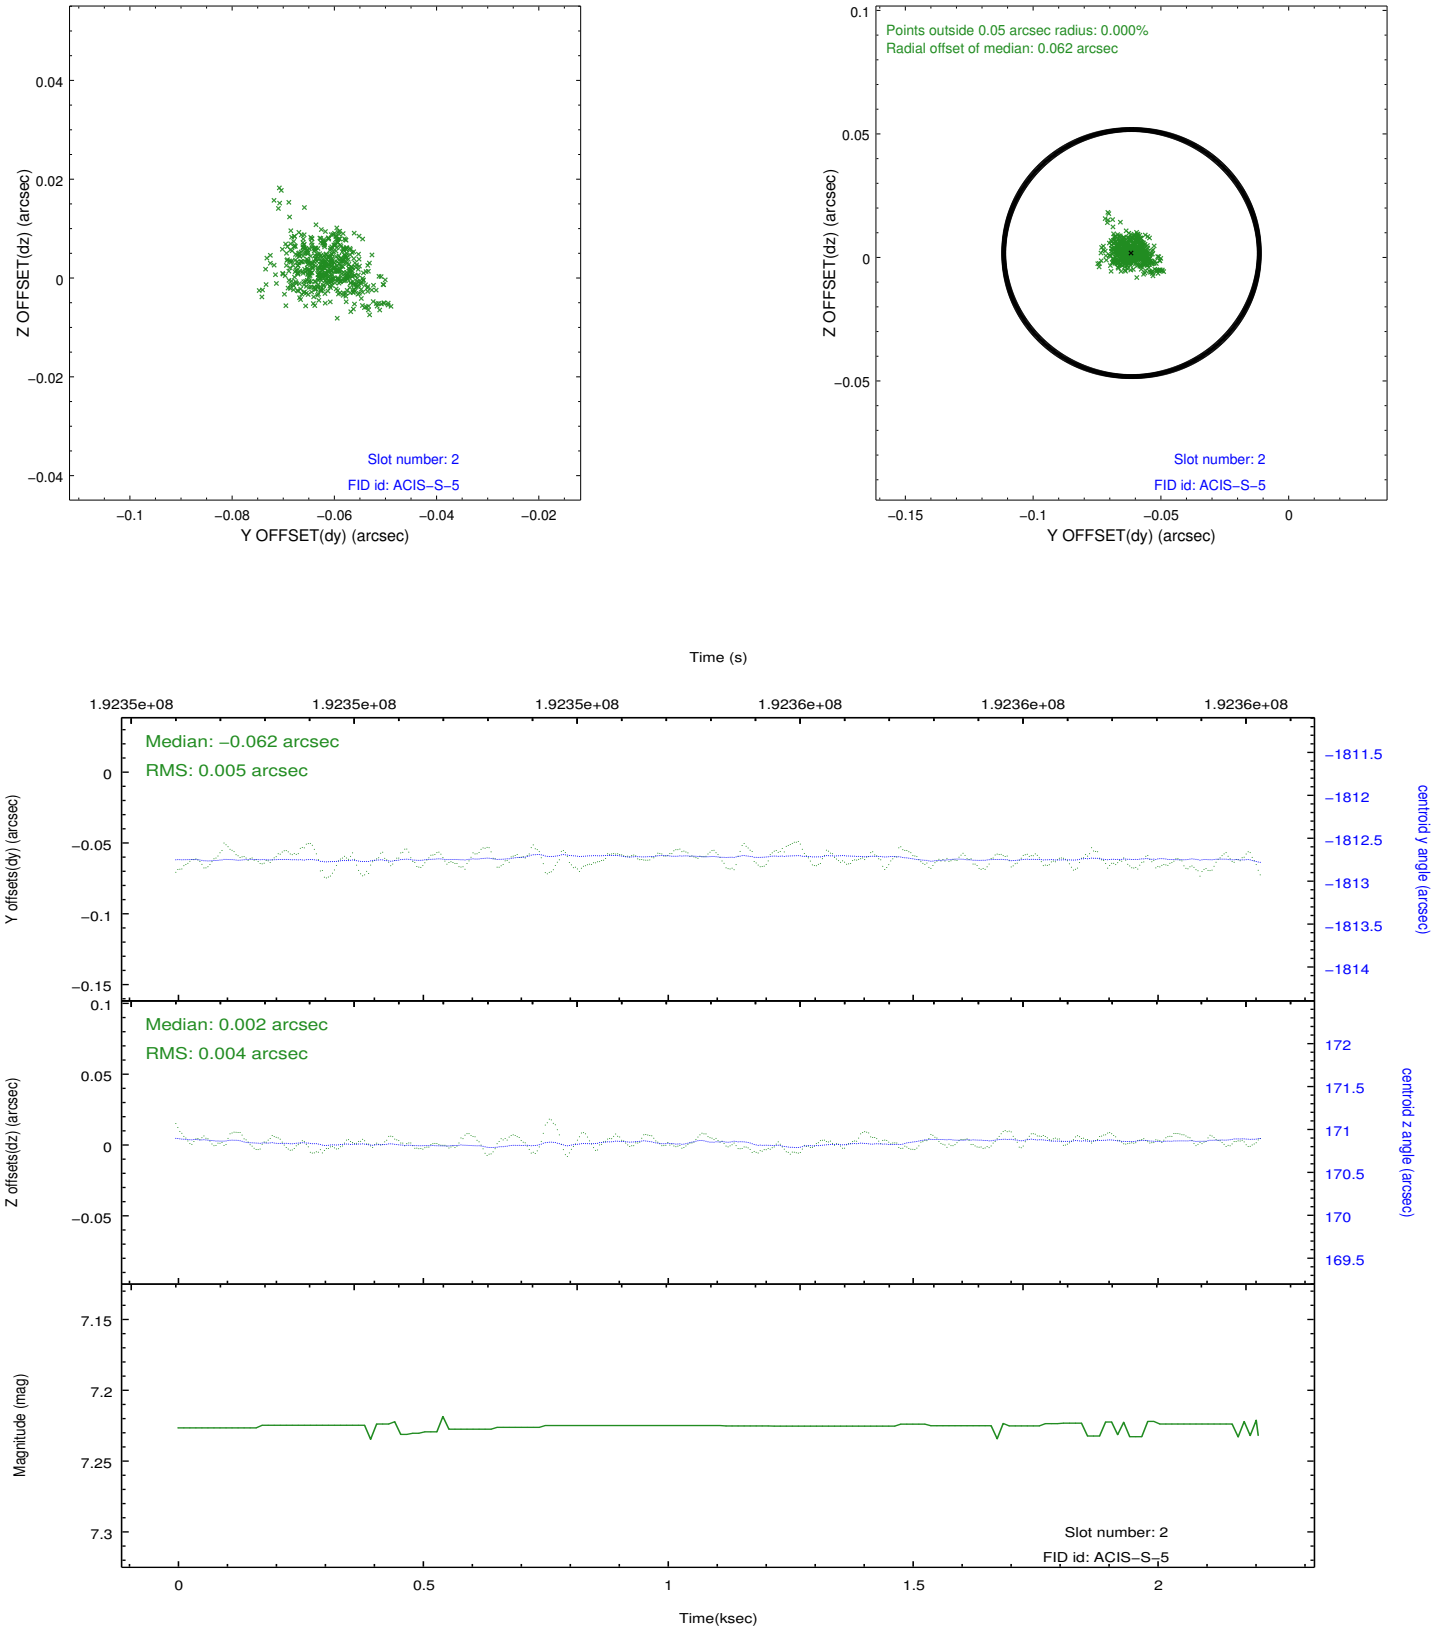 0.04
0.02
0
−0.02
−0.04
Z OFFSET(dz) (arcsec)
Slot number: 2
FID id: ACIS−S−5
−0.1
−0.08
−0.06
−0.04
−0.02
Y OFFSET(dy) (arcsec)
0.1
0.05
0
−0.05
Z OFFSET(dz) (arcsec)
Points outside 0.05 arcsec radius: 0.000%
Radial offset of median: 0.062 arcsec
Slot number: 2
FID id: ACIS−S−5
−0.15
−0.1
−0.05
0
Y OFFSET(dy) (arcsec)
Time (s)
1.9235e+08
1.9235e+08
1.9235e+08
1.9236e+08
1.9236e+08
1.9236e+08
Median: −0.062 arcsec
RMS: 0.005 arcsec
0
−0.05
−0.1
−0.15
Y offsets(dy) (arcsec)
−1811.5
−1812
−1812.5
−1813
−1813.5
−1814
centroid y angle (arcsec)
Median: 0.002 arcsec
RMS: 0.004 arcsec
0.1
0.05
0
−0.05
Z offsets(dz) (arcsec)
172
171.5
171
170.5
170
169.5
centroid z angle (arcsec)
7.15
7.2
7.25
7.3
Magnitude (mag)
Slot number: 2
FID id: ACIS−S−5
0
0.5
1
1.5
2
Time(ksec)